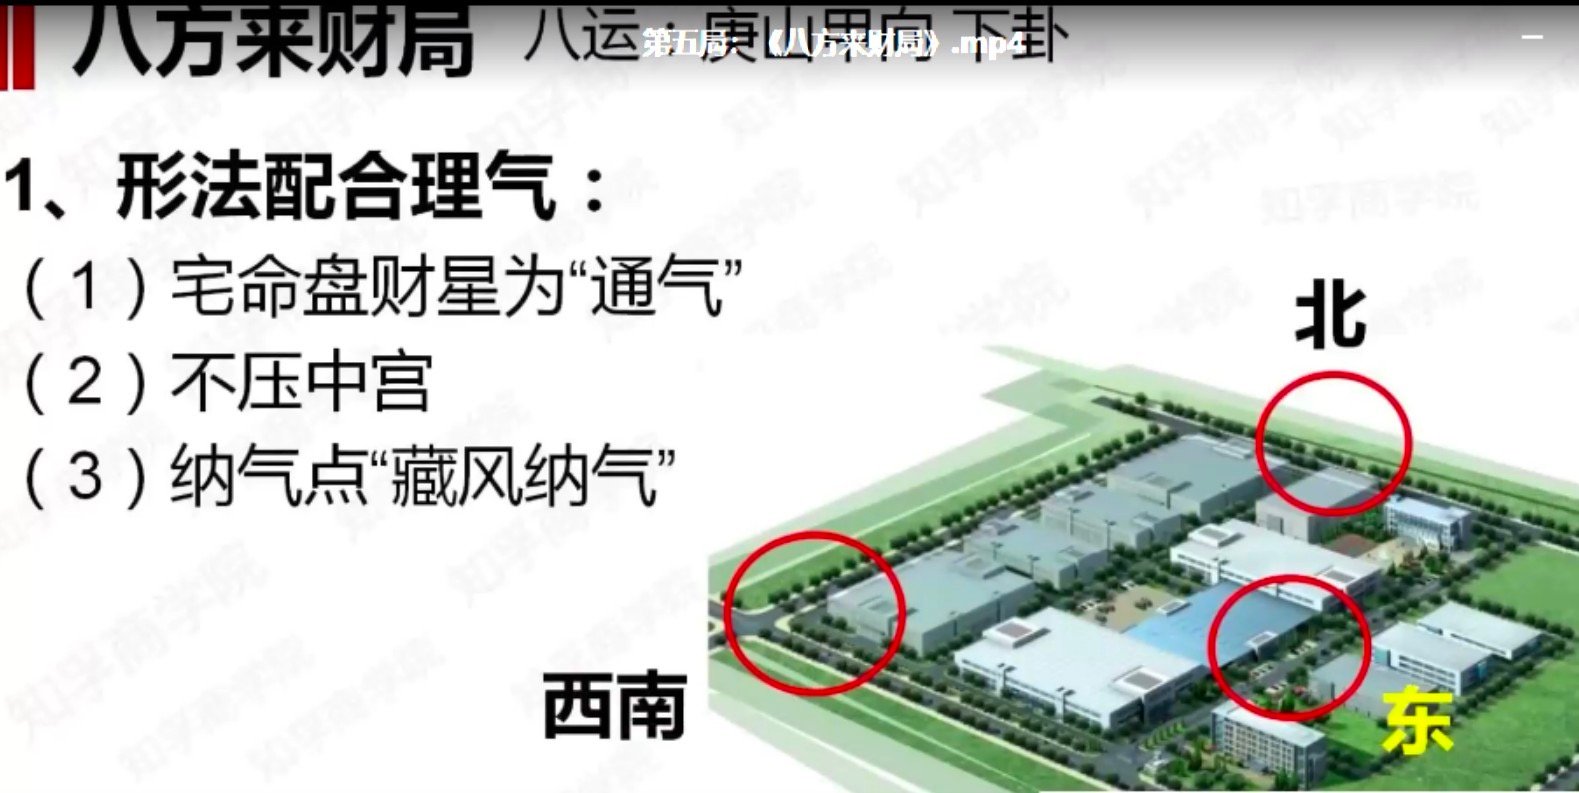 八方来财局 八运：庚山甲向 下卦
第五局：《八方来财局》.mp4
1、形法配合理气：
（1）宅命盘财星为“通气”
（2）不压中宫
（3）纳气点“藏风纳气”
北
西南
东
知孚商学院